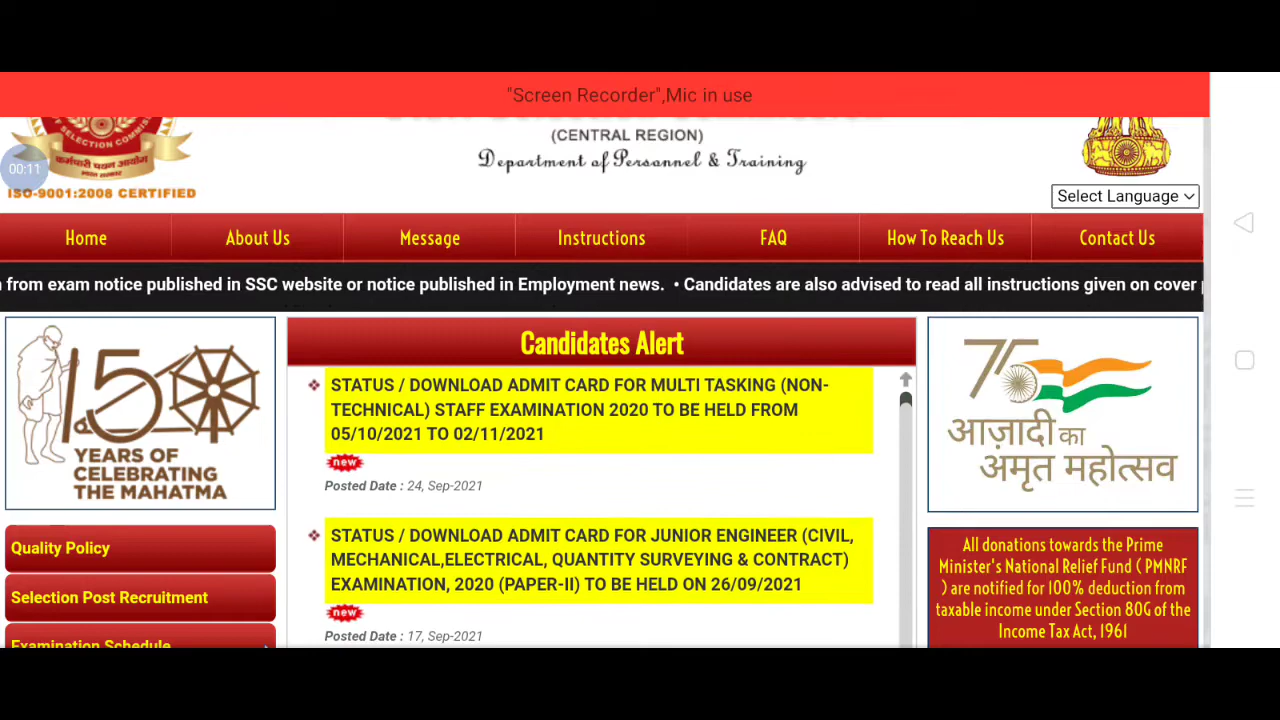 "Screen Recorder",Mic in use
(CENTRAL REGION)
Department of Personnel & Training
00:11
कर्मचारी चयन आयोग
भारत सरकार
ISO-9001:2008 CERTIFIED
Select Language
Home
About Us
Message
Instructions
FAQ
How To Reach Us
Contact Us
from exam notice published in SSC website or notice published in Employment news. • Candidates are also advised to read all instructions given on cover
150
YEARS OF
CELEBRATING
THE MAHATMA
Candidates Alert
STATUS / DOWNLOAD ADMIT CARD FOR MULTI TASKING (NON-
TECHNICAL) STAFF EXAMINATION 2020 TO BE HELD FROM
05/10/2021 TO 02/11/2021
new
Posted Date : 24, Sep-2021
STATUS / DOWNLOAD ADMIT CARD FOR JUNIOR ENGINEER (CIVIL,
MECHANICAL,ELECTRICAL, QUANTITY SURVEYING & CONTRACT)
EXAMINATION, 2020 (PAPER-II) TO BE HELD ON 26/09/2021
new
Posted Date : 17, Sep-2021
75
आज़ादी का
अमृत महोत्सव
Quality Policy
Selection Post Recruitment
Examination Schedule
All donations towards the Prime
Minister's National Relief Fund ( PMNRF
) are notified for 100% deduction from
taxable income under Section 80G of the
Income Tax Act, 1961